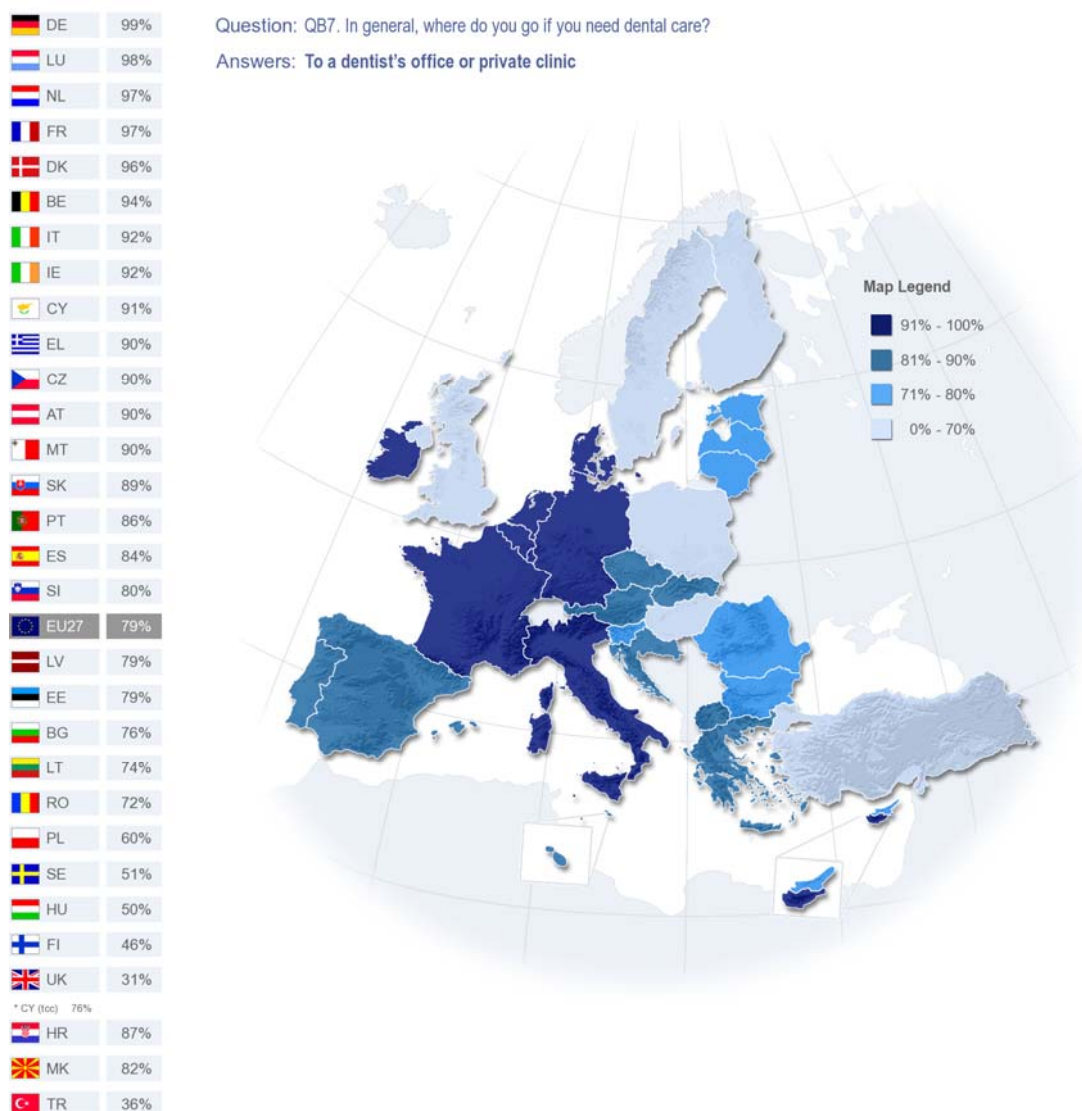 Question: QB7. In general, where do you go if you need dental care?
Answers: To a dentist's office or private clinic
DE 99%
LU 98%
NL 97%
FR 97%
DK 96%
BE 94%
IT 92%
IE 92%
CY 91%
EL 90%
CZ 90%
AT 90%
MT 90%
SK 89%
PT 86%
ES 84%
SI 80%
EU27 79%
LV 79%
EE 79%
BG 76%
LT 74%
RO 72%
PL 60%
SE 51%
HU 50%
FI 46%
UK 31%
* CY (tcc) 76%
HR 87%
MK 82%
TR 36%
Map Legend
91% - 100%
81% - 90%
71% - 80%
0% - 70%